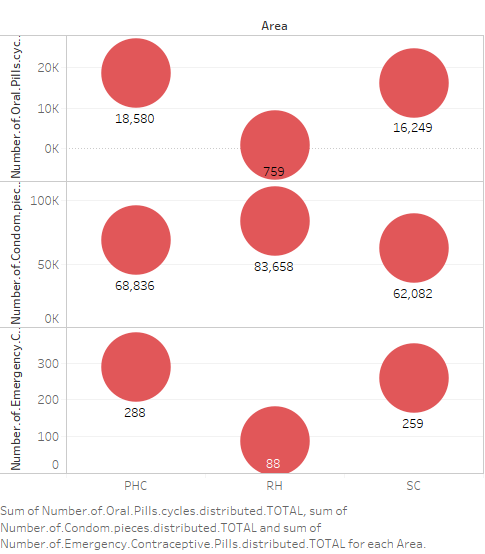 Area
Number.of.Oral.Pills.cyc..
20K
10K
0K
18,580
759
16,249
Number.of.Condom.piec..
100K
50K
0K
68,836
83,658
62,082
Number.of.Emergency.C..
300
200
100
0
288
88
259
PHC
RH
SC
Sum of Number.of.Oral.Pills.cycles.distributed.TOTAL, sum of
Number.of.Condom.pieces.distributed.TOTAL and sum of
Number.of.Emergency.Contraceptive.Pills.distributed.TOTAL for each Area.